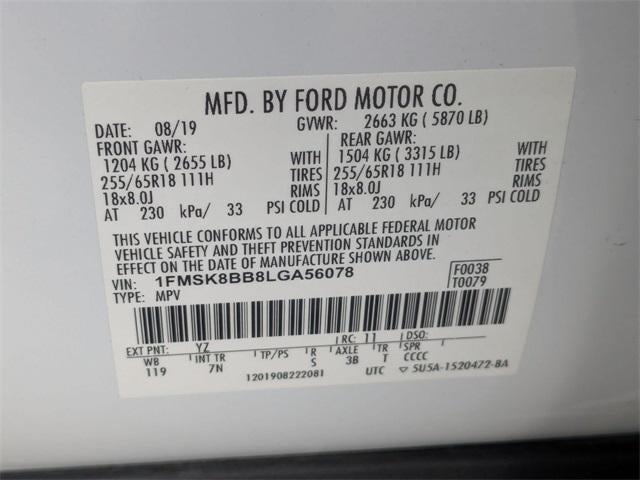 MFD. BY FORD MOTOR CO.
DATE: 08/19 GVWR: 2663 KG ( 5870 LB)
FRONT GAWR: REAR GAWR:
1204 KG ( 2655 LB) WITH 1504 KG ( 3315 LB) WITH
255/65R18 111H TIRES 255/65R18 111H TIRES
18x8.0J RIMS 18x8.0J RIMS
AT 230 kPa/ 33 PSI COLD AT 230 kPa/ 33 PSI COLD
THIS VEHICLE CONFORMS TO ALL APPLICABLE FEDERAL MOTOR
VEHICLE SAFETY AND THEFT PREVENTION STANDARDS IN
EFFECT ON THE DATE OF MANUFACTURE SHOWN ABOVE.
VIN: 1FMSK8BB8LGA56078 F0038
TYPE: MPV T0079
EXT PNT: YZ RC: 11 DSO:
WB INT TR TP/PS R AXLE TR SPR
119 7N S 3B T CCCC
1201908222081 UTC ▽ 5U5A-1520472-BA